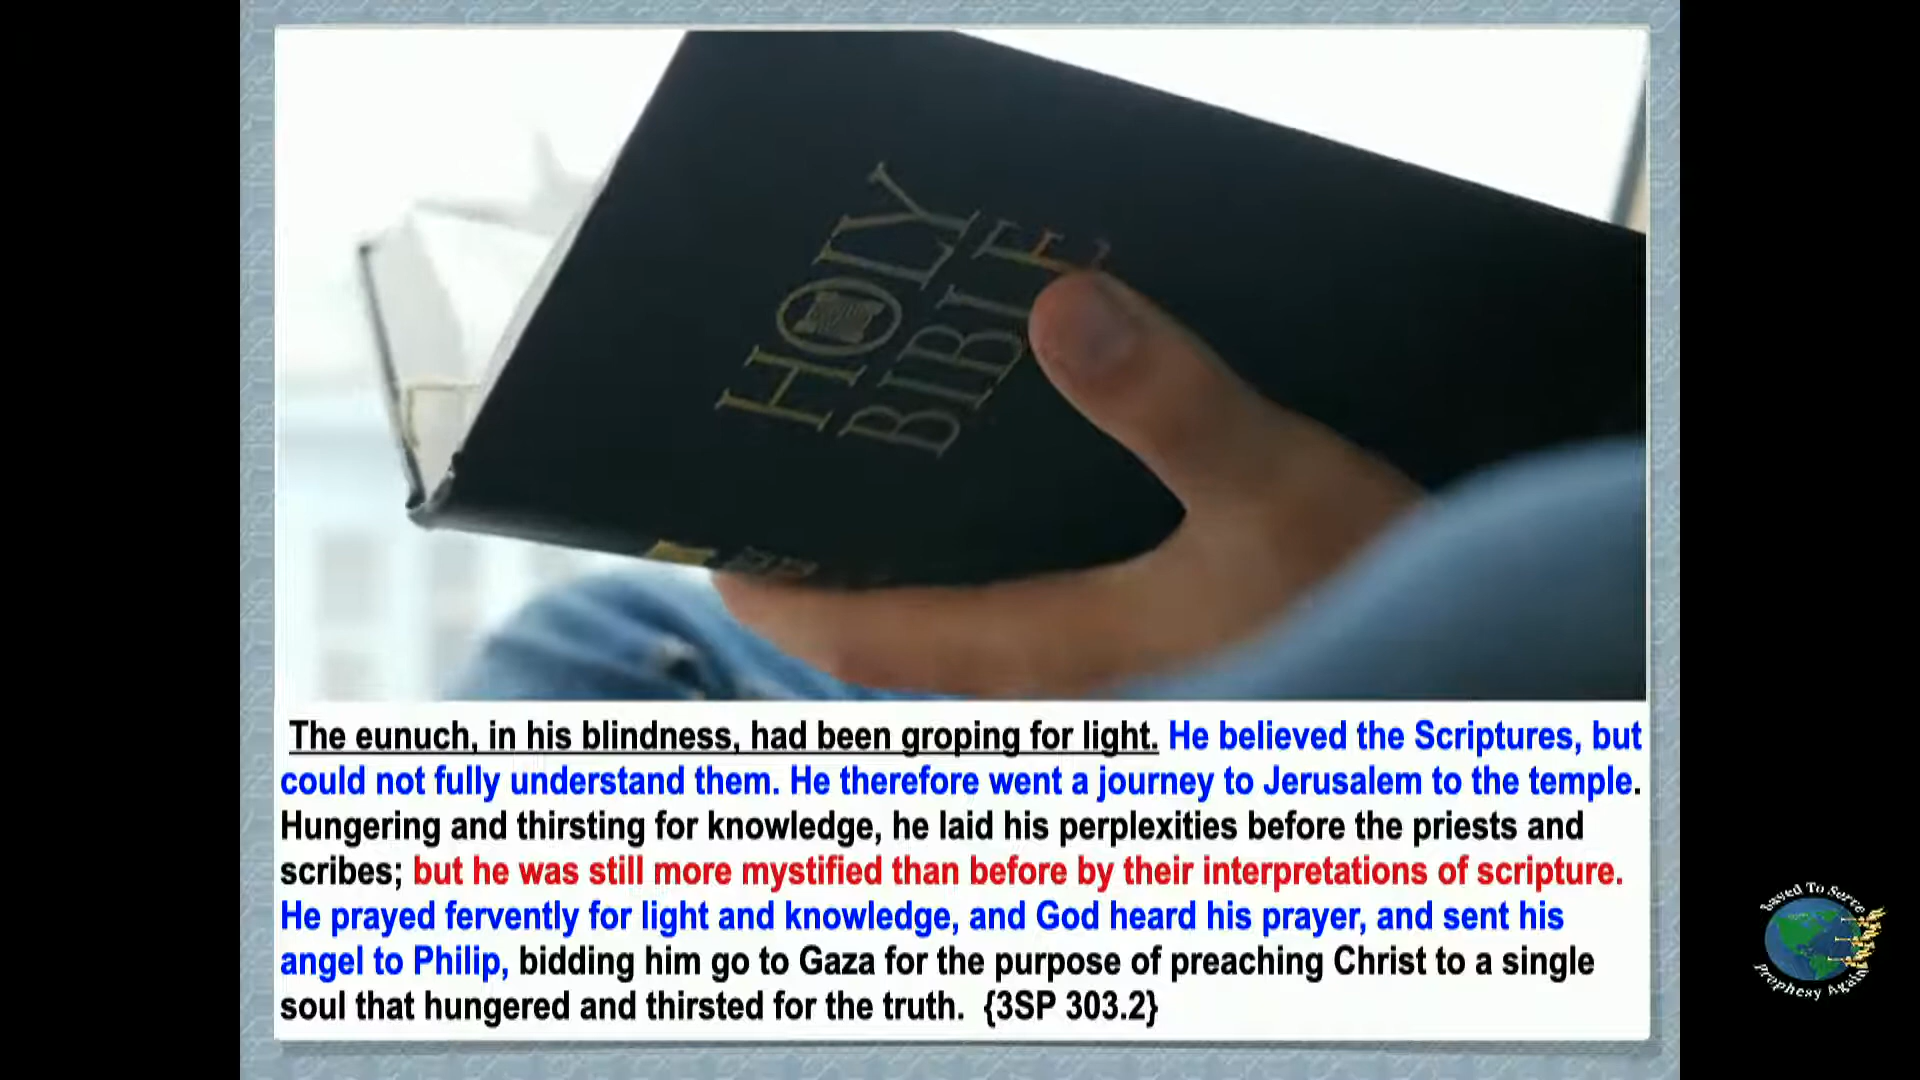 HOLY
BIBLE
The eunuch, in his blindness, had been groping for light. He believed the Scriptures, but
could not fully understand them. He therefore went a journey to Jerusalem to the temple.
Hungering and thirsting for knowledge, he laid his perplexities before the priests and
scribes; but he was still more mystified than before by their interpretations of scripture.
He prayed fervently for light and knowledge, and God heard his prayer, and sent his
angel to Philip, bidding him go to Gaza for the purpose of preaching Christ to a single
soul that hungered and thirsted for the truth. {3SP 303.2}
To Serve
Prophesy Again